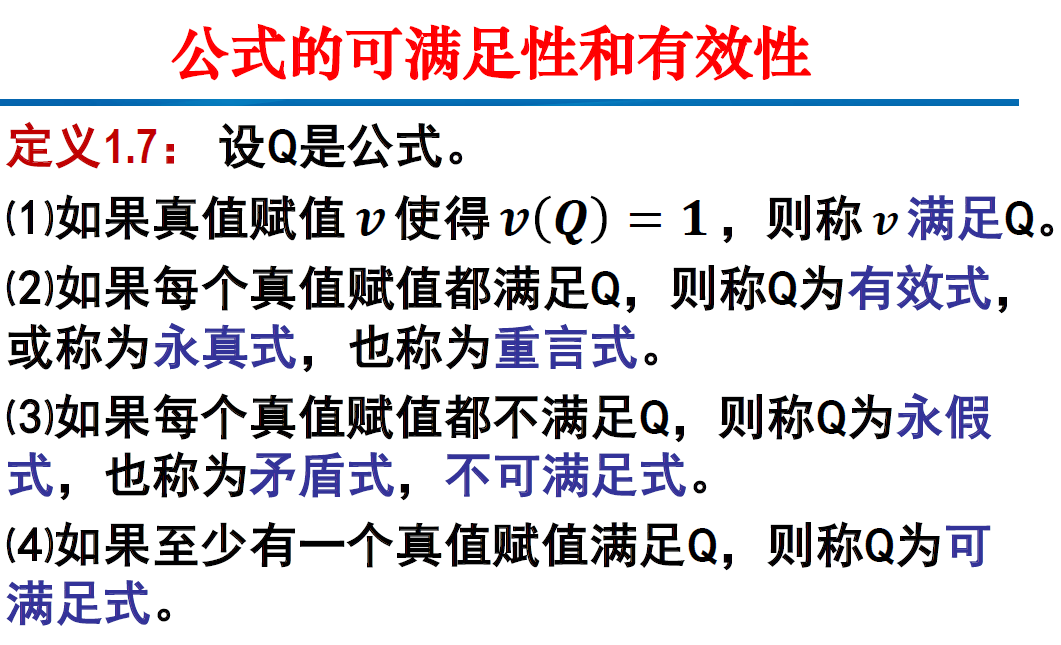 公式的可满足性和有效性
定义1.7： 设Q是公式。
(1)如果真值赋值 v 使得 v(Q) = 1，则称 v 满足Q。
(2)如果每个真值赋值都满足Q，则称Q为有效式，
或称为永真式，也称为重言式。
(3)如果每个真值赋值都不满足Q，则称Q为永假
式，也称为矛盾式，不可满足式。
(4)如果至少有一个真值赋值满足Q，则称Q为可
满足式。